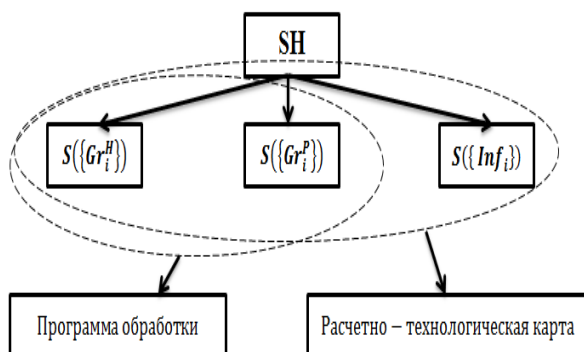 SH
S({Gr_i^H})
S({Gr_i^P})
S({Inf_i})
Программа обработки
Расчетно − технологическая карта